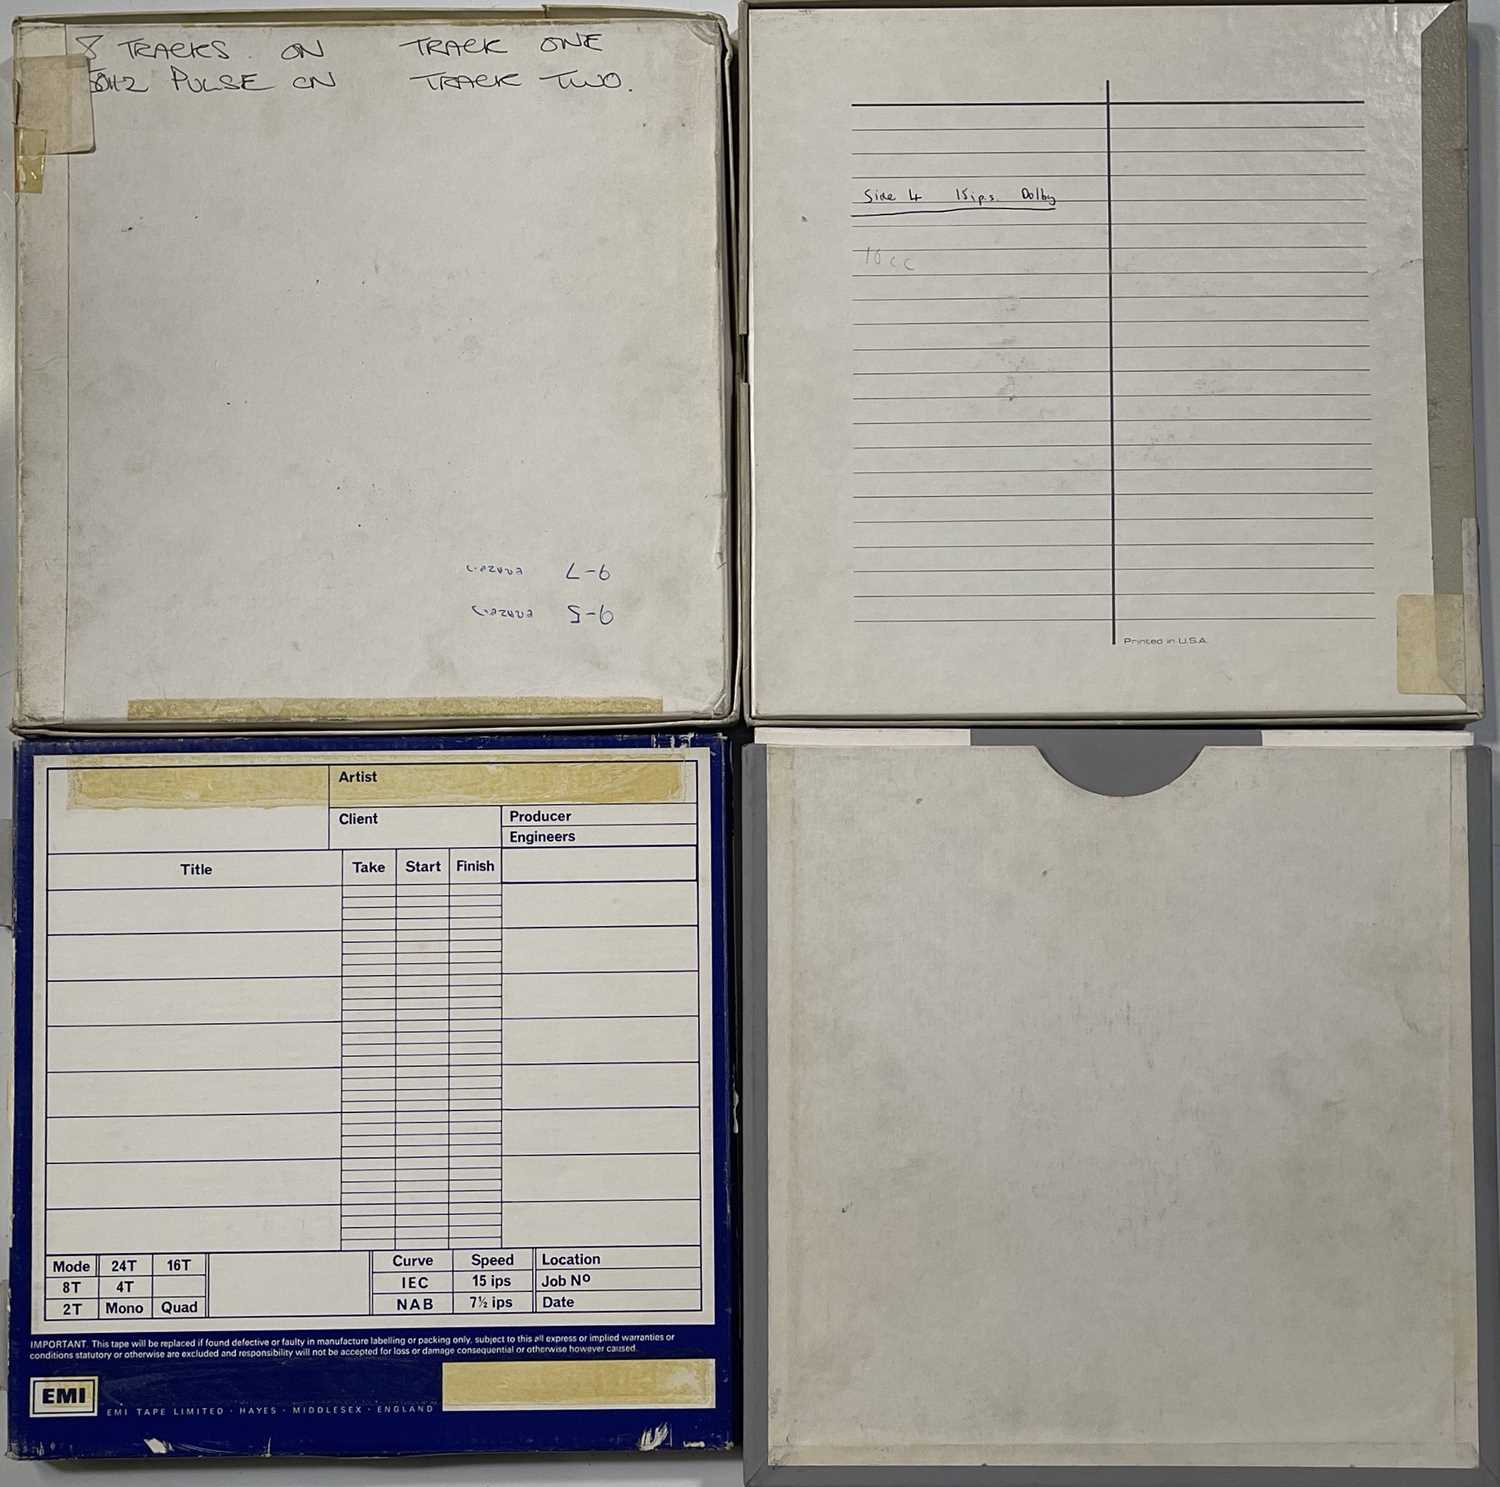 8 TRACKS. ON TRACK ONE
50HZ PULSE ON TRACK TWO.
9-5
9-7
Side 4 15 i.p.s. Dolby
10cc
Printed in U.S.A.
Artist
Client
Producer
Engineers
Title Take Start Finish
Mode 24T 16T
8T 4T
2T Mono Quad
Curve Speed Location
IEC 15 ips Job Nº
NAB 7½ ips Date
IMPORTANT. This tape will be replaced if found defective or faulty in manufacture labelling or packing only, subject to this all express or implied warranties or
conditions statutory or otherwise are excluded and responsibility will not be accepted for loss or damage consequential or otherwise however caused.
EMI
EMI TAPE LIMITED · HAYES · MIDDLESEX · ENGLAND